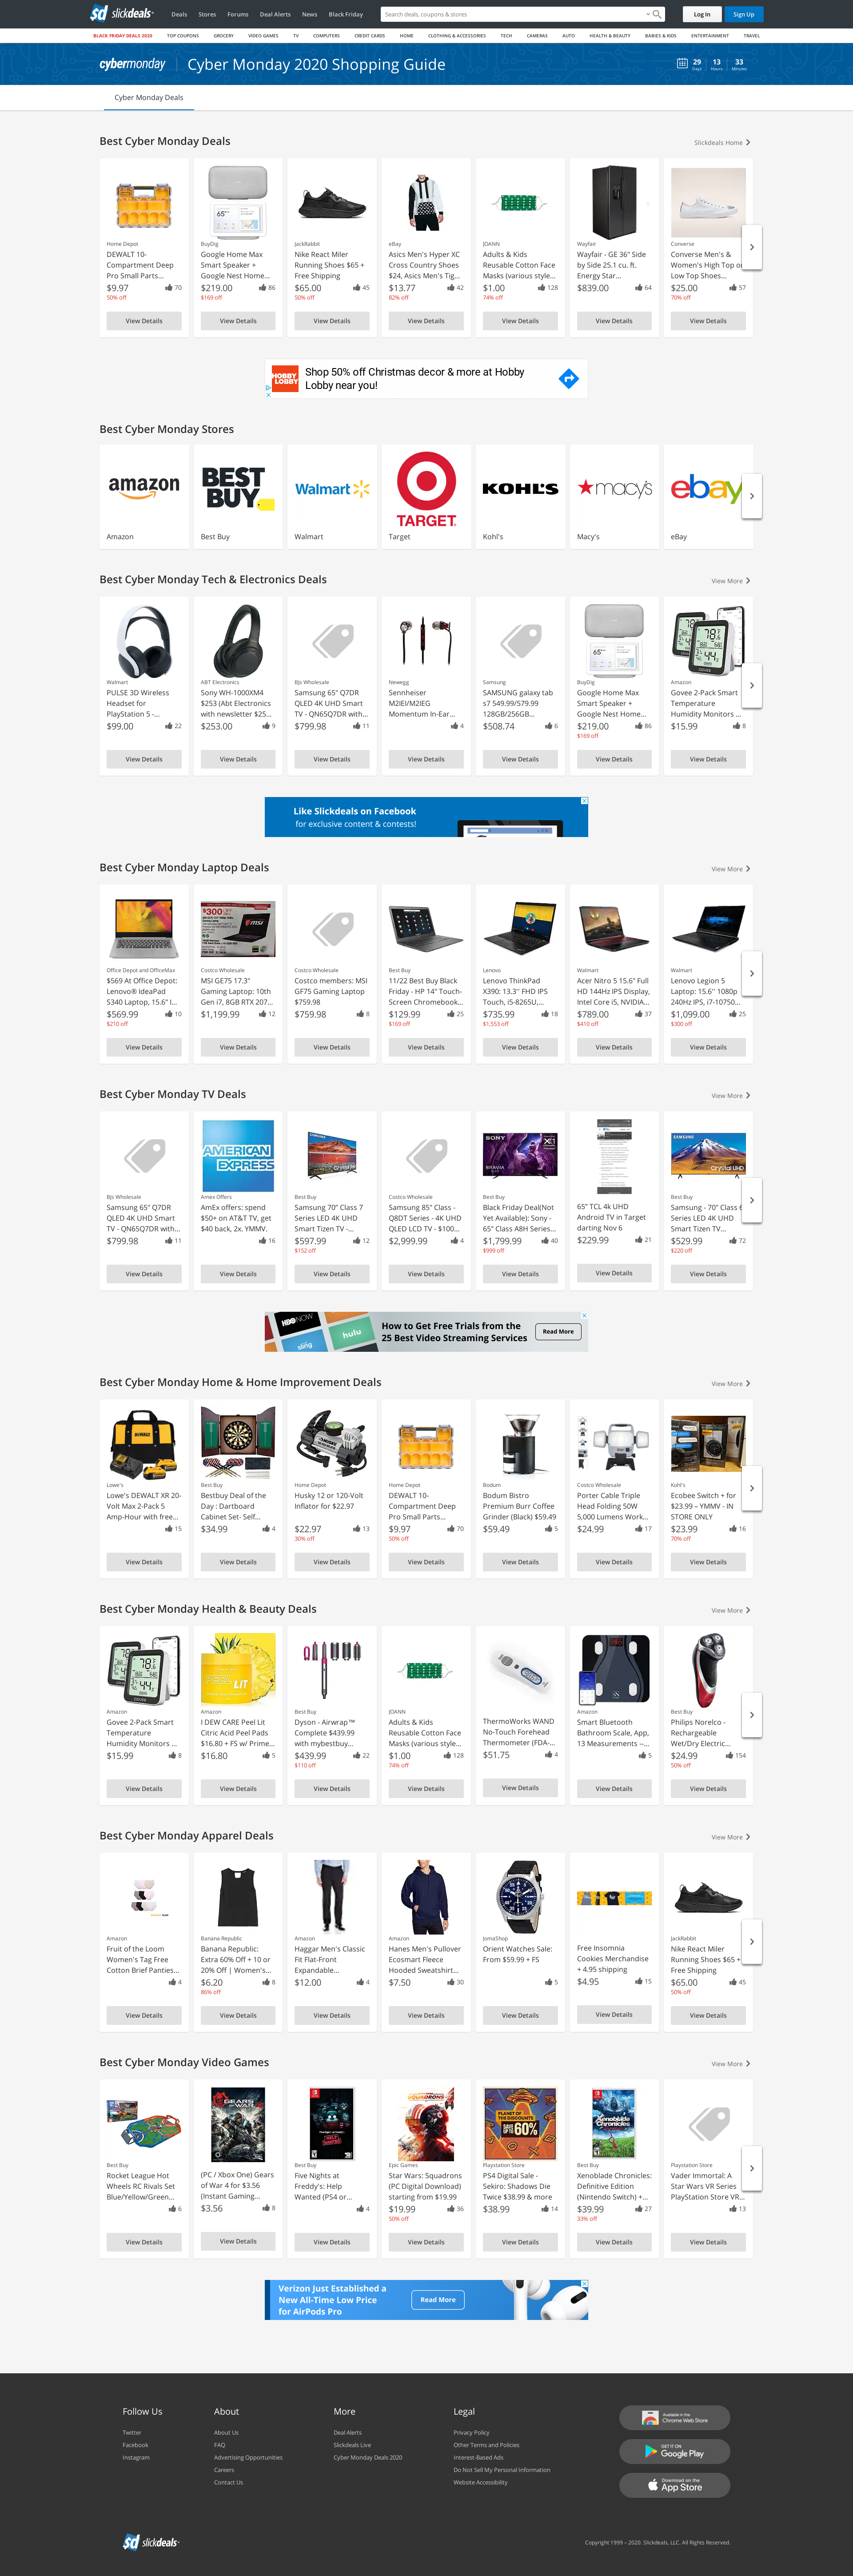 slickdeals
Deals Stores Forums Deal Alerts News Black Friday
Search deals, coupons & stores
Log In Sign Up
BLACK FRIDAY DEALS 2020 TOP COUPONS GROCERY VIDEO GAMES TV COMPUTERS CREDIT CARDS HOME CLOTHING & ACCESSORIES TECH CAMERAS AUTO HEALTH & BEAUTY BABIES & KIDS ENTERTAINMENT TRAVEL
cybermonday Cyber Monday 2020 Shopping Guide
29 13 33
Days Hours Minutes
Cyber Monday Deals
Best Cyber Monday Deals
Slickdeals Home
Home Depot
DEWALT 10-
Compartment Deep
Pro Small Parts...
$9.97 70
50% off
View Details
BuyDig
Google Home Max
Smart Speaker +
Google Nest Home...
$219.00 86
$169 off
View Details
JackRabbit
Nike React Miler
Running Shoes $65 +
Free Shipping
$65.00 45
50% off
View Details
eBay
Asics Men's Hyper XC
Cross Country Shoes
$24, Asics Men's Tig...
$13.77 42
82% off
View Details
JOANN
Adults & Kids
Reusable Cotton Face
Masks (various style...
$1.00 128
74% off
View Details
Wayfair
Wayfair - GE 36" Side
by Side 25.1 cu. ft.
Energy Star...
$839.00 64
View Details
Converse
Converse Men's &
Women's High Top or
Low Top Shoes...
$25.00 57
70% off
View Details
HOBBY
LOBBY
Shop 50% off Christmas decor & more at Hobby
Lobby near you!
Best Cyber Monday Stores
amazon
Amazon
BEST
BUY
Best Buy
Walmart
Walmart
TARGET
Target
KOHL'S
Kohl's
macy's
Macy's
ebay
eBay
Best Cyber Monday Tech & Electronics Deals
View More
Walmart
PULSE 3D Wireless
Headset for
PlayStation 5 -...
$99.00 22
View Details
ABT Electronics
Sony WH-1000XM4
$253 (Abt Electronics
with newsletter $25...
$253.00 9
View Details
BJs Wholesale
Samsung 65" Q7DR
QLED 4K UHD Smart
TV - QN65Q7DR with...
$799.98 11
View Details
Newegg
Sennheiser
M2IEI/M2IEG
Momentum In-Ear...
4
View Details
Samsung
SAMSUNG galaxy tab
s7 549.99/579.99
128GB/256GB...
$508.74 6
View Details
BuyDig
Google Home Max
Smart Speaker +
Google Nest Home...
$219.00 86
$169 off
View Details
Amazon
Govee 2-Pack Smart
Temperature
Humidity Monitors ...
$15.99 8
View Details
Like Slickdeals on Facebook
for exclusive content & contests!
Best Cyber Monday Laptop Deals
View More
Office Depot and OfficeMax
$569 At Office Depot:
Lenovo® IdeaPad
S340 Laptop, 15.6" I...
$569.99 10
$210 off
View Details
$300 OFF
Costco Wholesale
MSI GE75 17.3"
Gaming Laptop: 10th
Gen i7, 8GB RTX 207...
$1,199.99 12
View Details
Costco Wholesale
Costco members: MSI
GF75 Gaming Laptop
$759.98
$759.98 8
View Details
Best Buy
11/22 Best Buy Black
Friday - HP 14" Touch-
Screen Chromebook...
$129.99 25
$169 off
View Details
Lenovo
Lenovo ThinkPad
X390: 13.3'' FHD IPS
Touch, i5-8265U,...
$735.99 18
$1,553 off
View Details
Walmart
Acer Nitro 5 15.6" Full
HD 144Hz IPS Display,
Intel Core i5, NVIDIA...
$789.00 37
$410 off
View Details
Walmart
Lenovo Legion 5
Laptop: 15.6'' 1080p
240Hz IPS, i7-10750...
$1,099.00 25
$300 off
View Details
Best Cyber Monday TV Deals
View More
BJs Wholesale
Samsung 65" Q7DR
QLED 4K UHD Smart
TV - QN65Q7DR with...
$799.98 11
View Details
AMERICAN
EXPRESS
Amex Offers
AmEx offers: spend
$50+ on AT&T TV, get
$40 back, 2x. YMMV.
16
View Details
Best Buy
Samsung 70" Class 7
Series LED 4K UHD
Smart Tizen TV -...
$597.99 12
$152 off
View Details
Costco Wholesale
Samsung 85" Class -
Q8DT Series - 4K UHD
QLED LCD TV - $100...
$2,999.99 4
View Details
SONY
BRAVIA
Best Buy
Black Friday Deal(Not
Yet Available): Sony -
65" Class A8H Series...
$1,799.99 40
$999 off
View Details
65" TCL 4k UHD
Android TV in Target
darting Nov 6
$229.99 21
View Details
SAMSUNG
Crystal UHD
Best Buy
Samsung - 70" Class 6
Series LED 4K UHD
Smart Tizen TV...
$529.99 72
$220 off
View Details
HBO NOW
hulu
sling
How to Get Free Trials from the
25 Best Video Streaming Services
Read More
Best Cyber Monday Home & Home Improvement Deals
View More
DEWALT
Lowe's
Lowe's DEWALT XR 20-
Volt Max 2-Pack 5
Amp-Hour with free...
15
View Details
Best Buy
Bestbuy Deal of the
Day : Dartboard
Cabinet Set- Self...
$34.99 4
View Details
Home Depot
Husky 12 or 120-Volt
Inflator for $22.97
$22.97 13
30% off
View Details
Home Depot
DEWALT 10-
Compartment Deep
Pro Small Parts...
$9.97 70
50% off
View Details
Bodum
Bodum Bistro
Premium Burr Coffee
Grinder (Black) $59.49
$59.49 5
View Details
Costco Wholesale
Porter Cable Triple
Head Folding 50W
5,000 Lumens Work...
$24.99 17
View Details
Kohl's
Ecobee Switch + for
$23.99 – YMMV - IN
STORE ONLY
$23.99 16
70% off
View Details
Best Cyber Monday Health & Beauty Deals
View More
Amazon
Govee 2-Pack Smart
Temperature
Humidity Monitors ...
$15.99 8
View Details
LIT
Amazon
I DEW CARE Peel Lit
Citric Acid Peel Pads
$16.80 + FS w/ Prime...
$16.80 5
View Details
Best Buy
Dyson - Airwrap™
Complete $439.99
with mybestbuy...
$439.99 22
$110 off
View Details
JOANN
Adults & Kids
Reusable Cotton Face
Masks (various style...
$1.00 128
74% off
View Details
ThermoWorks WAND
No-Touch Forehead
Thermometer (FDA-...
$51.75 4
View Details
Amazon
Smart Bluetooth
Bathroom Scale, App,
13 Measurements --...
5
View Details
Best Buy
Philips Norelco -
Rechargeable
Wet/Dry Electric...
$24.99 154
50% off
View Details
Best Cyber Monday Apparel Deals
View More
Amazon
Fruit of the Loom
Women's Tag Free
Cotton Brief Panties...
4
View Details
Banana Republic
Banana Republic:
Extra 60% Off + 10 or
20% Off | Women's...
$6.20 8
86% off
View Details
Amazon
Haggar Men's Classic
Fit Flat-Front
Expandable...
$12.00 4
View Details
Amazon
Hanes Men's Pullover
Ecosmart Fleece
Hooded Sweatshirt...
$7.50 30
View Details
JomaShop
Orient Watches Sale:
From $59.99 + FS
5
View Details
Free Insomnia
Cookies Merchandise
+ 4.95 shipping
$4.95 15
View Details
JackRabbit
Nike React Miler
Running Shoes $65 +
Free Shipping
$65.00 45
50% off
View Details
Best Cyber Monday Video Games
View More
Best Buy
Rocket League Hot
Wheels RC Rivals Set
Blue/Yellow/Green...
6
View Details
GEARS
(PC / Xbox One) Gears
of War 4 for $3.56
(Instant Gaming...
$3.56 8
View Details
Best Buy
Five Nights at
Freddy's: Help
Wanted (PS4 or...
4
View Details
SQUADRONS
Epic Games
Star Wars: Squadrons
(PC Digital Download)
starting from $19.99
$19.99 36
50% off
View Details
PLANET OF
THE DISCOUNTS
60%
Playstation Store
PS4 Digital Sale -
Sekiro: Shadows Die
Twice $38.99 & more
$38.99 14
View Details
Xenoblade
Chronicles
Best Buy
Xenoblade Chronicles:
Definitive Edition
(Nintendo Switch) +...
$39.99 27
33% off
View Details
Playstation Store
Vader Immortal: A
Star Wars VR Series
PlayStation Store VR...
13
View Details
Verizon Just Established a
New All-Time Low Price
for AirPods Pro
Read More
Follow Us
Twitter
Facebook
Instagram
About
About Us
FAQ
Advertising Opportunities
Careers
Contact Us
More
Deal Alerts
Slickdeals Live
Cyber Monday Deals 2020
Legal
Privacy Policy
Other Terms and Policies
Interest-Based Ads
Do Not Sell My Personal Information
Website Accessibility
Available in the
Chrome Web Store
GET IT ON
Google Play
Download on the
App Store
slickdeals
Copyright 1999 – 2020. Slickdeals, LLC. All Rights Reserved.